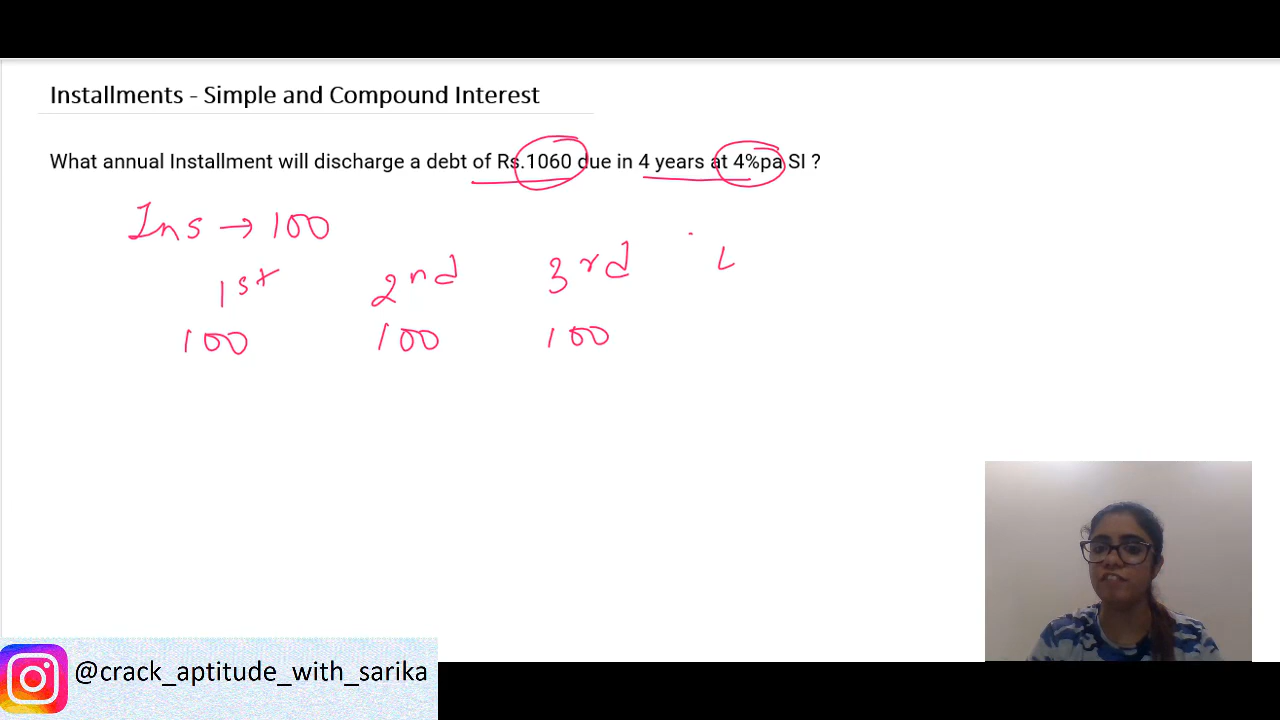 Installments - Simple and Compound Interest
What annual Installment will discharge a debt of Rs.1060 due in 4 years at 4%pa SI ?
Ins → 100
1st 2nd 3rd
100 100 100
@crack_aptitude_with_sarika